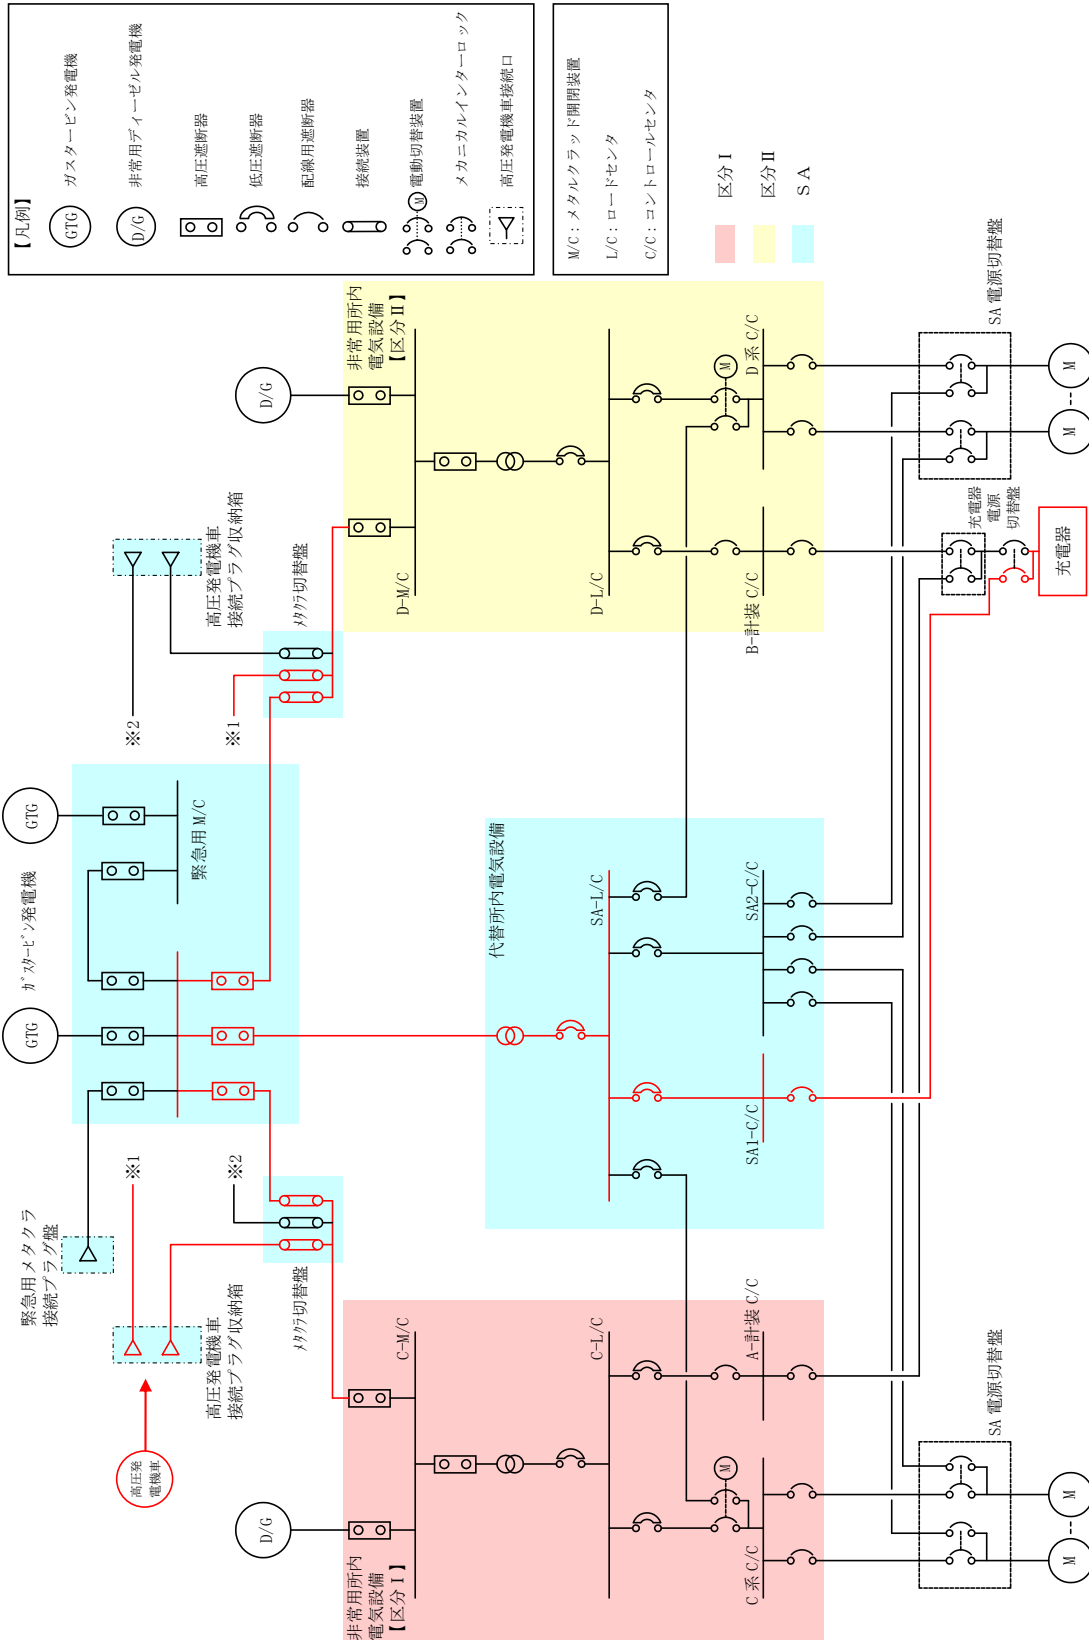 【凡例】
GTG
ガスタービン発電機
D/G
非常用ディーゼル発電機
高圧遮断器
低圧遮断器
配線用遮断器
接続装置
M
電動切替装置
メカニカルインターロック
高圧発電機車接続口
M/C：メタルクラッド開閉装置
L/C：ロードセンタ
C/C：コントロールセンタ
区分Ⅰ
区分Ⅱ
ＳＡ
緊急用メタクラ
接続プラグ盤
GTG
ｶﾞｽﾀｰﾋﾞﾝ発電機
GTG
緊急用 M/C
※1
※2
※2
※1
高圧発
電機車
高圧発電機車
接続プラグ収納箱
ﾒﾀｸﾗ切替盤
高圧発電機車
接続プラグ収納箱
ﾒﾀｸﾗ切替盤
D/G
非常用所内
電気設備
【区分Ⅰ】
C-M/C
C-L/C
M
C 系 C/C
A-計装 C/C
代替所内電気設備
SA-L/C
SA1-C/C
SA2-C/C
D/G
非常用所内
電気設備
【区分Ⅱ】
D-M/C
D-L/C
M
B-計装 C/C
D 系 C/C
SA 電源切替盤
M
M
充電器
電源
切替盤
充電器
SA 電源切替盤
M
M